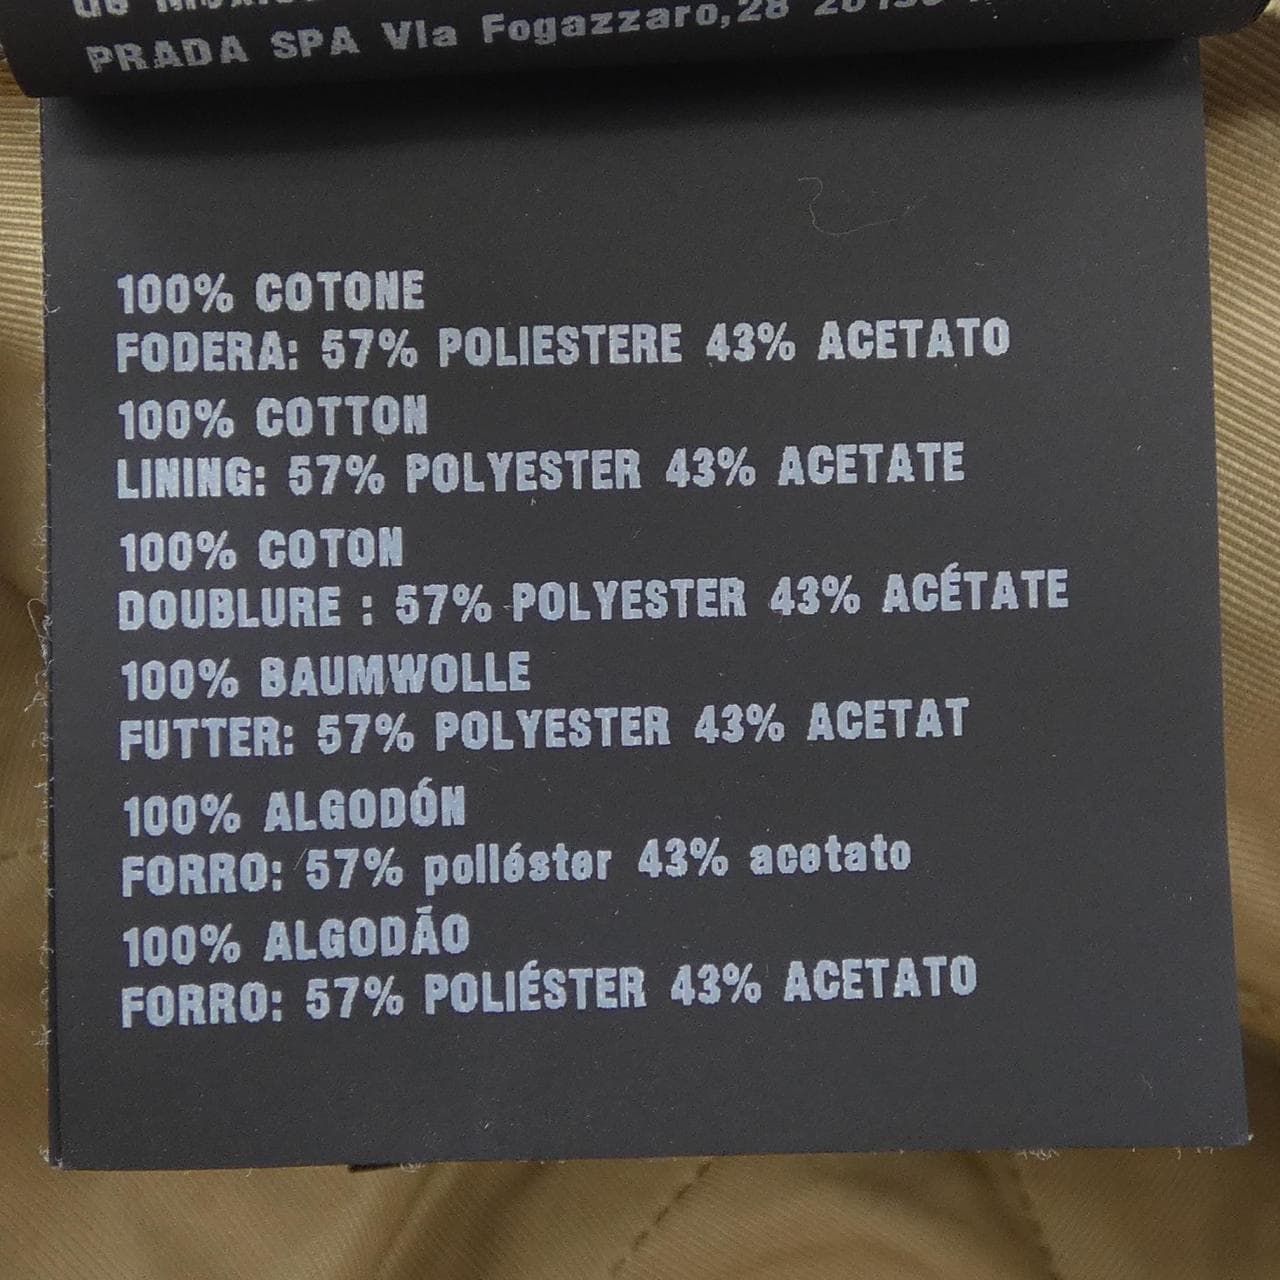 PRADA SPA Via Fogazzaro,28
100% COTONE
FODERA: 57% POLIESTERE 43% ACETATO
100% COTTON
LINING: 57% POLYESTER 43% ACETATE
100% COTON
DOUBLURE : 57% POLYESTER 43% ACÉTATE
100% BAUMWOLLE
FUTTER: 57% POLYESTER 43% ACETAT
100% ALGODÓN
FORRO: 57% poliéster 43% acetato
100% ALGODÃO
FORRO: 57% POLIÉSTER 43% ACETATO